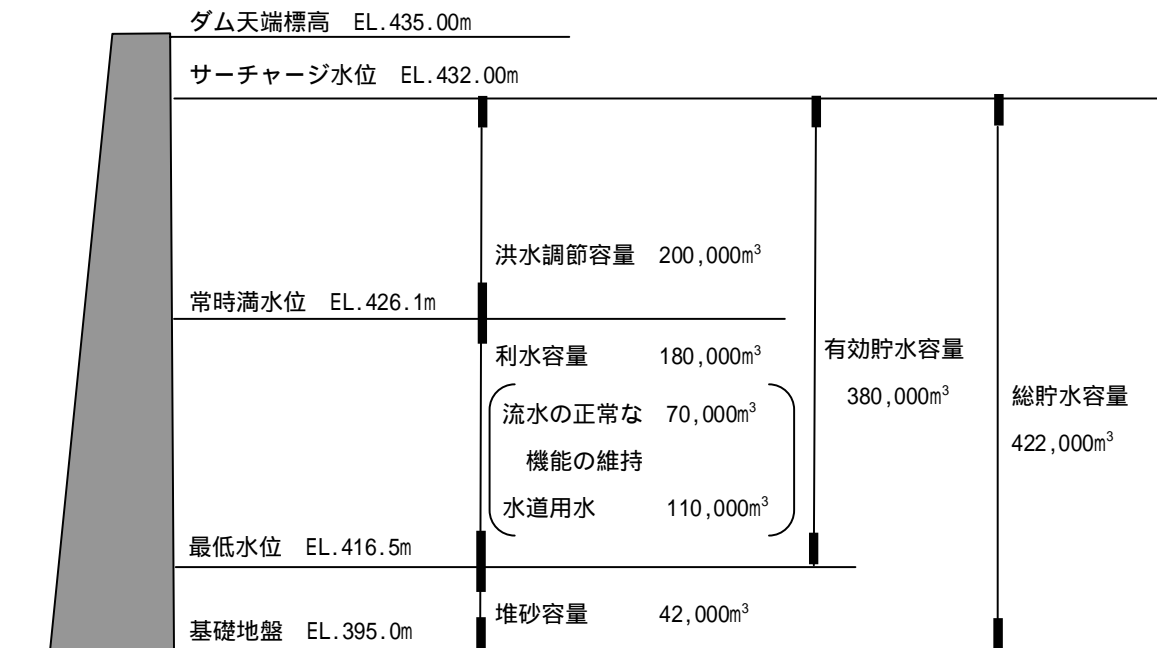 ダム天端標高 EL.435.00m
サーチャージ水位 EL.432.00m
洪水調節容量 200,000m³
常時満水位 EL.426.1m
利水容量 180,000m³
流水の正常な 70,000m³
機能の維持
水道用水 110,000m³
有効貯水容量
380,000m³
総貯水容量
422,000m³
最低水位 EL.416.5m
堆砂容量 42,000m³
基礎地盤 EL.395.0m